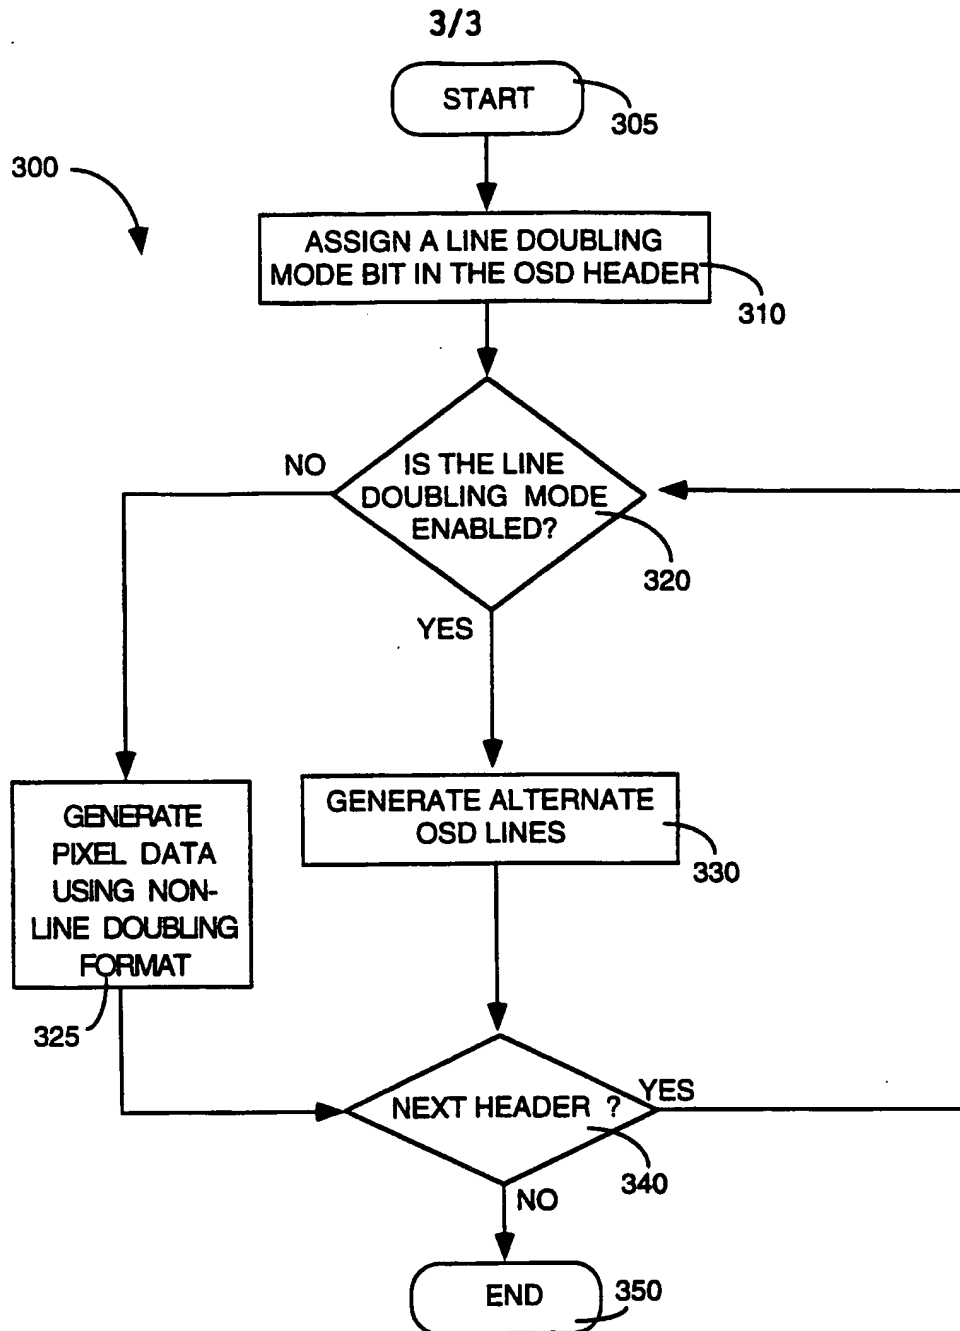 3/3
START
305
300
ASSIGN A LINE DOUBLING
MODE BIT IN THE OSD HEADER
310
NO
IS THE LINE
DOUBLING MODE
ENABLED?
320
YES
GENERATE
PIXEL DATA
USING NON-
LINE DOUBLING
FORMAT
325
GENERATE ALTERNATE
OSD LINES
330
NEXT HEADER ?
YES
340
NO
END
350